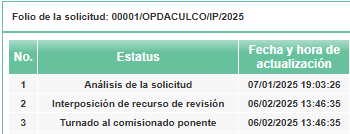 Folio de la solicitud: 00001/OPDACULCO/IP/2025
No. Estatus Fecha y hora de actualización
1 Análisis de la solicitud 07/01/2025 19:03:26
2 Interposición de recurso de revisión 06/02/2025 13:46:35
3 Turnado al comisionado ponente 06/02/2025 13:46:35